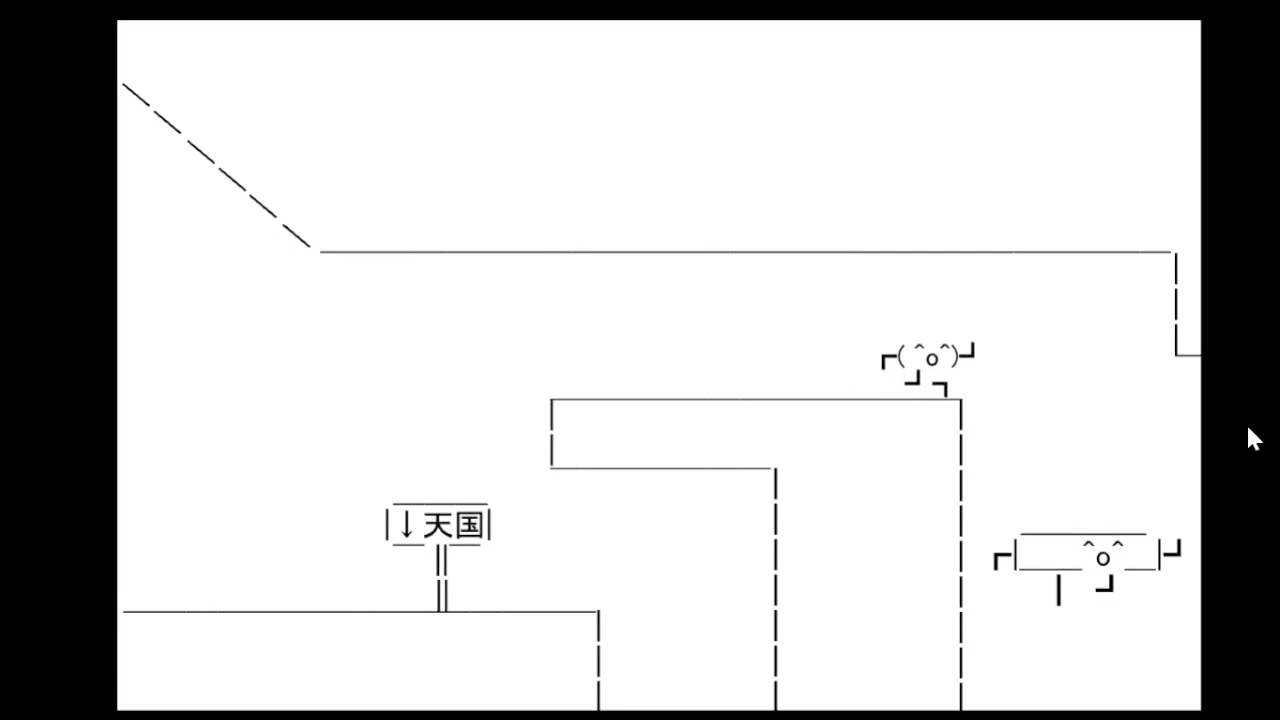 ┏( ^o^)┛
┛ ┓
|↓天国|
┏|　　^o^　|┛
| ┛